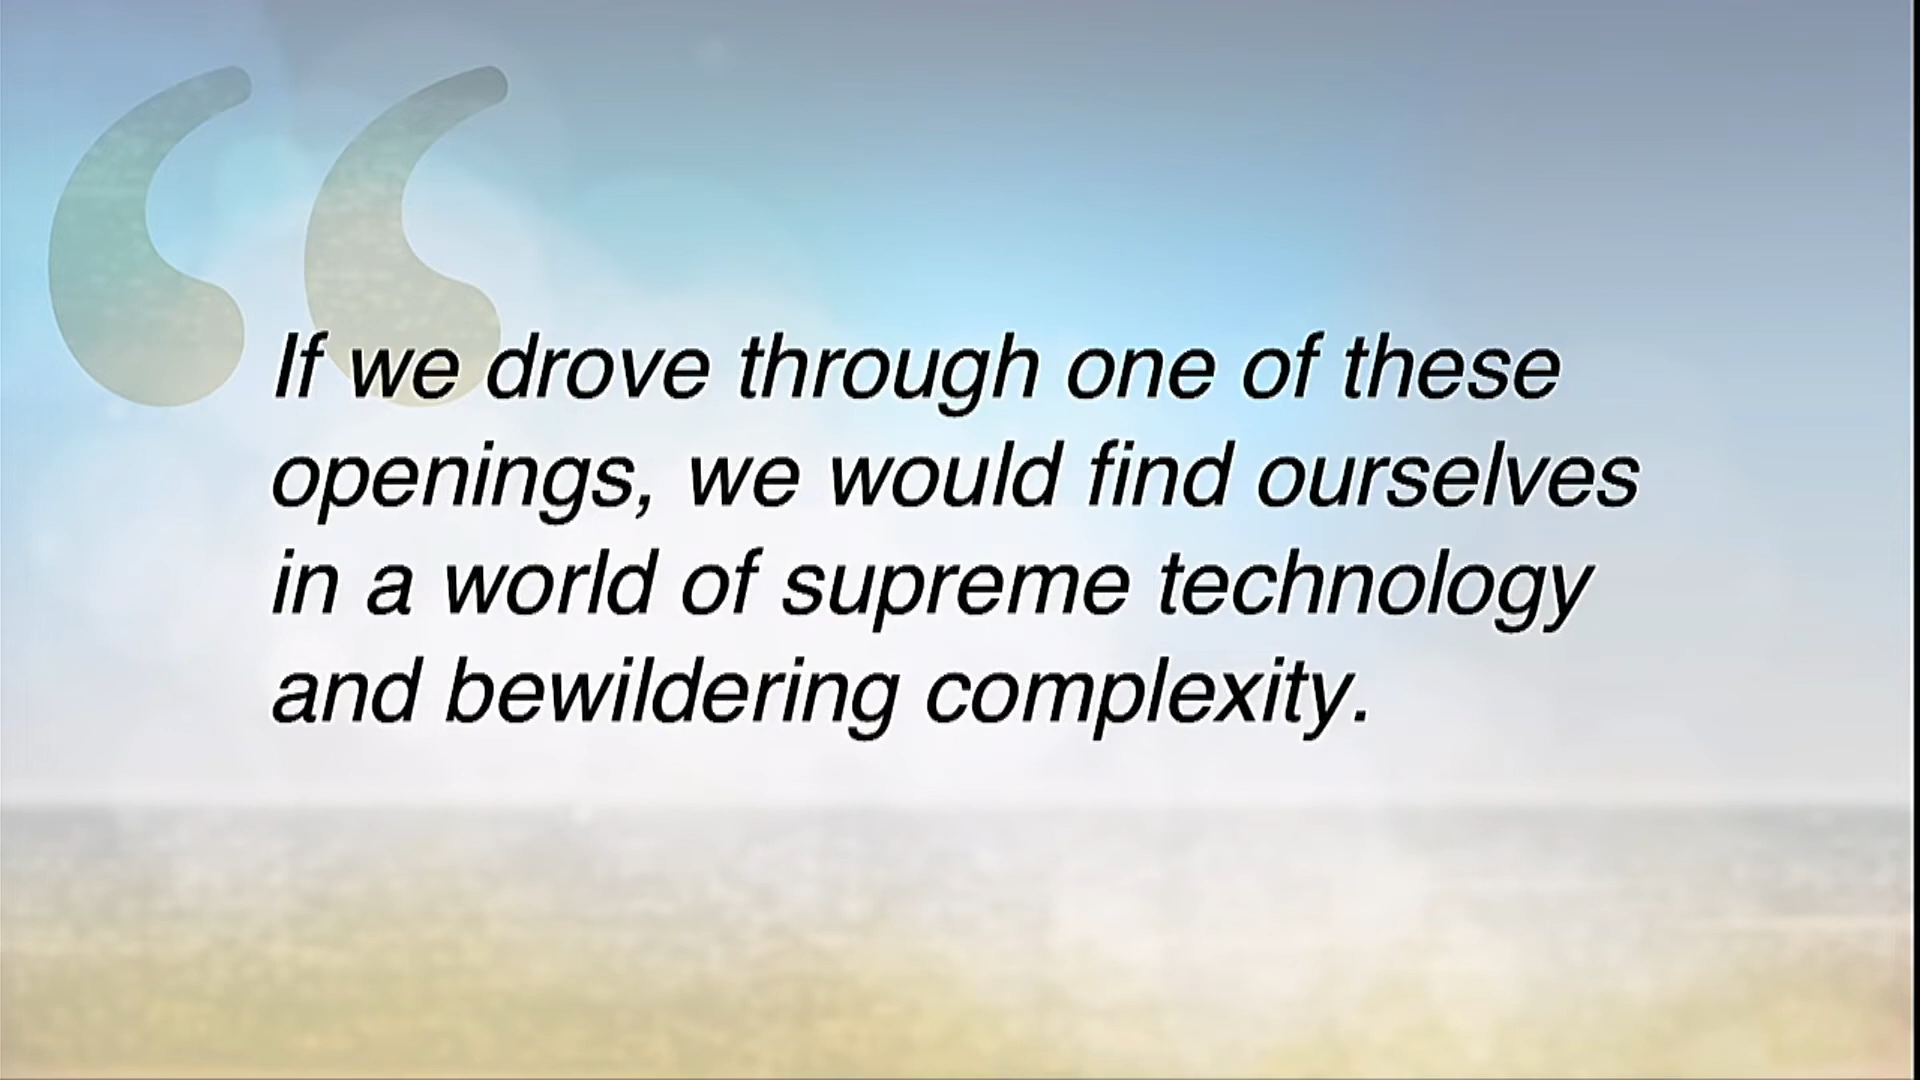 “
If we drove through one of these
openings, we would find ourselves
in a world of supreme technology
and bewildering complexity.